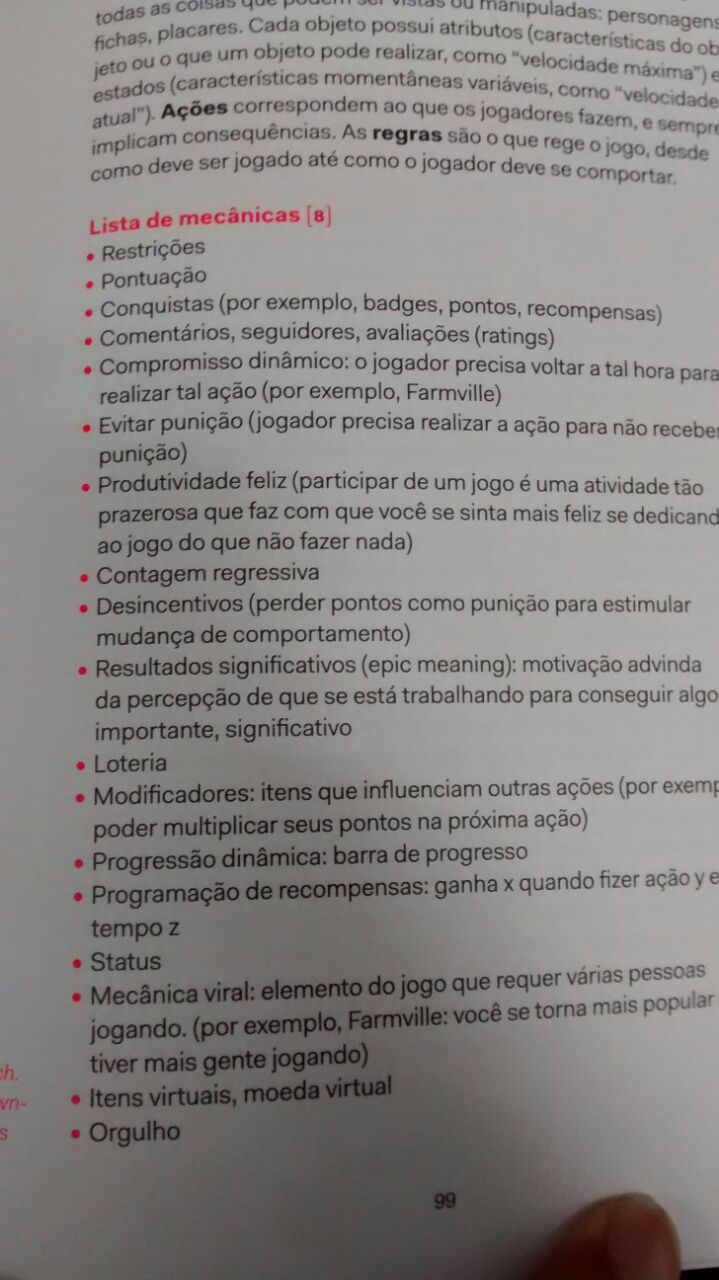 todas as coisas que podem ser vistas ou manipuladas: personagens
fichas, placares. Cada objeto possui atributos (características do ob
jeto ou o que um objeto pode realizar, como “velocidade máxima”) e
estados (características momentâneas variáveis, como “velocidade
atual”). Ações correspondem ao que os jogadores fazem, e sempre
implicam consequências. As regras são o que rege o jogo, desde
como deve ser jogado até como o jogador deve se comportar.
Lista de mecânicas [8]
• Restrições
• Pontuação
• Conquistas (por exemplo, badges, pontos, recompensas)
• Comentários, seguidores, avaliações (ratings)
• Compromisso dinâmico: o jogador precisa voltar a tal hora para
realizar tal ação (por exemplo, Farmville)
• Evitar punição (jogador precisa realizar a ação para não receber
punição)
• Produtividade feliz (participar de um jogo é uma atividade tão
prazerosa que faz com que você se sinta mais feliz se dedicand
ao jogo do que não fazer nada)
• Contagem regressiva
• Desincentivos (perder pontos como punição para estimular
mudança de comportamento)
• Resultados significativos (epic meaning): motivação advinda
da percepção de que se está trabalhando para conseguir algo
importante, significativo
• Loteria
• Modificadores: itens que influenciam outras ações (por exemp
poder multiplicar seus pontos na próxima ação)
• Progressão dinâmica: barra de progresso
• Programação de recompensas: ganha x quando fizer ação y e
tempo z
• Status
• Mecânica viral: elemento do jogo que requer várias pessoas
jogando. (por exemplo, Farmville: você se torna mais popular
tiver mais gente jogando)
• Itens virtuais, moeda virtual
• Orgulho
ch.
wn-
s
99